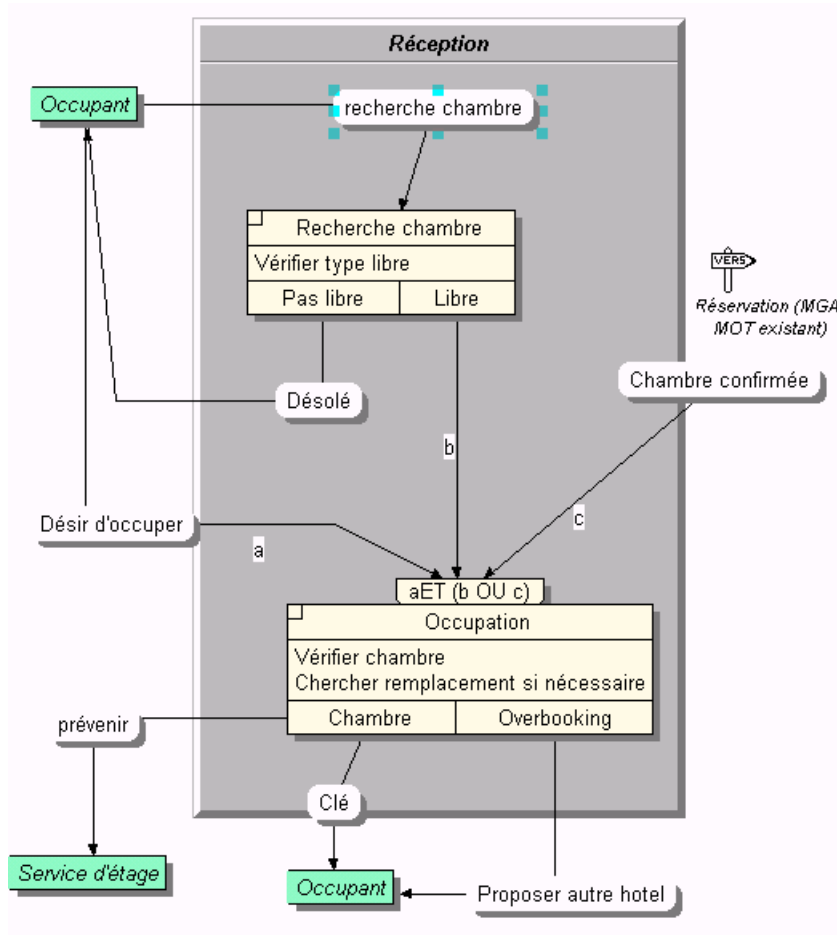 Réception
Occupant
recherche chambre
Recherche chambre
Vérifier type libre
Pas libre
Libre
VERS
Réservation (MGA
MOT existant)
Chambre confirmée
Désolé
b
c
Désir d'occuper
a
aET (b OU c)
Occupation
Vérifier chambre
Chercher remplacement si nécessaire
Chambre
Overbooking
prévenir
Clé
Service d'étage
Occupant
Proposer autre hotel